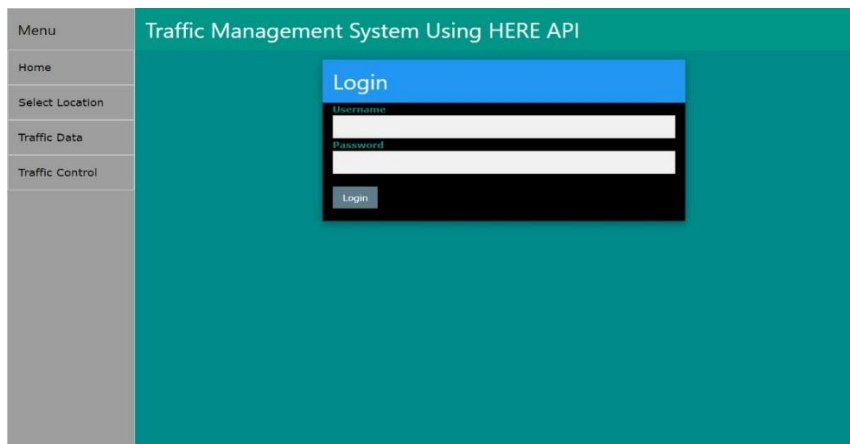 Menu
Home
Select Location
Traffic Data
Traffic Control
Traffic Management System Using HERE API
Login
Username
Password
Login